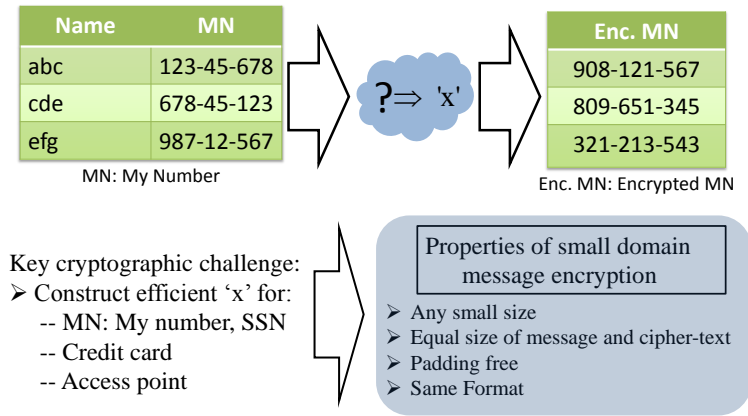 Name MN
abc 123-45-678
cde 678-45-123
efg 987-12-567
MN: My Number
?⇒ 'x'
Enc. MN
908-121-567
809-651-345
321-213-543
Enc. MN: Encrypted MN
Key cryptographic challenge:
➢ Construct efficient ‘x’ for:
-- MN: My number, SSN
-- Credit card
-- Access point
Properties of small domain
message encryption
➢ Any small size
➢ Equal size of message and cipher-text
➢ Padding free
➢ Same Format